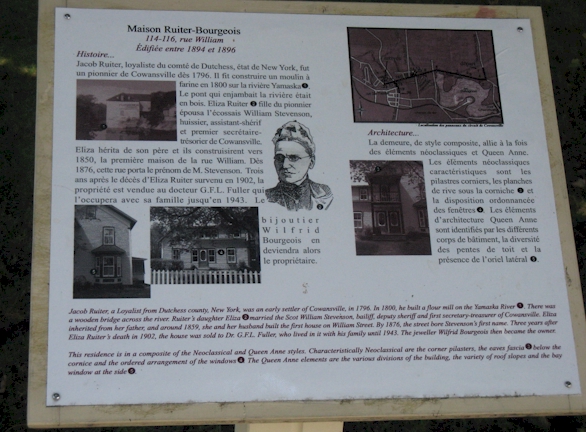 Maison Ruiter-Bourgeois
114-116, rue William
Édifiée entre 1894 et 1896
Histoire...
Jacob Ruiter, loyaliste du comté de Dutchess, état de New York, fut
un pionnier de Cowansville dès 1796. Il fit construire un moulin à
farine en 1800 sur la rivière Yamaska❶.
Le pont qui enjambait la rivière était
en bois. Eliza Ruiter ❷ fille du pionnier
épousa l'écossais William Stevenson,
huissier, assistant-shérif
et premier secrétaire-
trésorier de Cowansville.
Eliza hérita de son père et ils construisirent vers
1850, la première maison de la rue William. Dès
1876, cette rue porta le prénom de M. Stevenson. Trois
ans après le décès d'Eliza Ruiter survenu en 1902, la
propriété est vendue au docteur G.F.L. Fuller qui
l'occupera avec sa famille jusqu'en 1943. Le
bijoutier
Wilfrid
Bourgeois en
deviendra alors
le propriétaire.
Architecture...
La demeure, de style composite, allie à la fois
des éléments néoclassiques et Queen Anne.
Les éléments néoclassiques
caractéristiques sont les
pilastres corniers, les planches
de rive sous la corniche ❸ et
la disposition ordonnancée
des fenêtres❹. Les éléments
d'architecture Queen Anne
sont identifiés par les différents
corps de bâtiment, la diversité
des pentes de toit et la
présence de l'oriel latéral ❺.
Jacob Ruiter, a Loyalist from Dutchess county, New York, was an early settler of Cowansville, in 1796. In 1800, he built a flour mill on the Yamaska River ❶. There was
a wooden bridge across the river. Ruiter's daughter Eliza ❷ married the Scot William Stevenson, bailiff, deputy sheriff and first secretary-treasurer of Cowansville. Eliza
inherited from her father, and around 1859, she and her husband built the first house on William Street. By 1876, the street bore Stevenson's first name. Three years after
Eliza Ruiter's death in 1902, the house was sold to Dr. G.F.L. Fuller, who lived in it with his family until 1943. The jeweller Wilfrid Bourgeois then became the owner.
This residence is in a composite of the Neoclassical and Queen Anne styles. Characteristically Neoclassical are the corner pilasters, the eaves fascia ❸ below the
cornice and the ordered arrangement of the windows ❹ The Queen Anne elements are the various divisions of the building, the variety of roof slopes and the bay
window at the side ❺